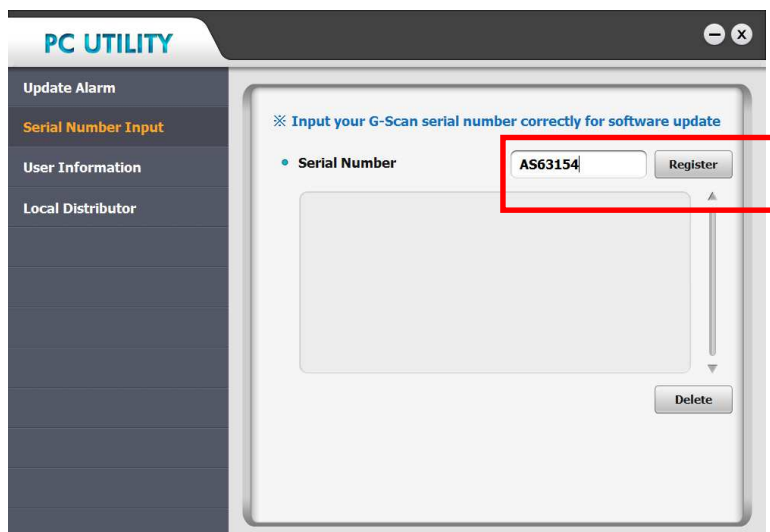 PC UTILITY
Update Alarm
Serial Number Input
User Information
Local Distributor
※ Input your G-Scan serial number correctly for software update
• Serial Number AS63154 Register
Delete